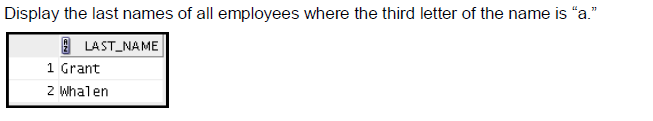 Display the last names of all employees where the third letter of the name is “a.”
LAST_NAME
1 Grant
2 Whalen